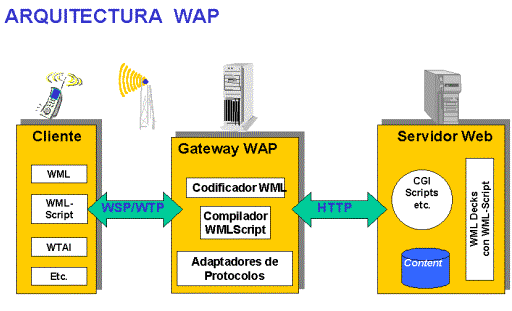 ARQUITECTURA WAP
Cliente
WML
WML-
Script
WTAI
Etc.
WSP/WTP
Gateway WAP
Codificador WML
Compilador
WMLScript
Adaptadores de
Protocolos
HTTP
Servidor Web
CGI
Scripts
etc.
Content
WML Decks
con WML-Script